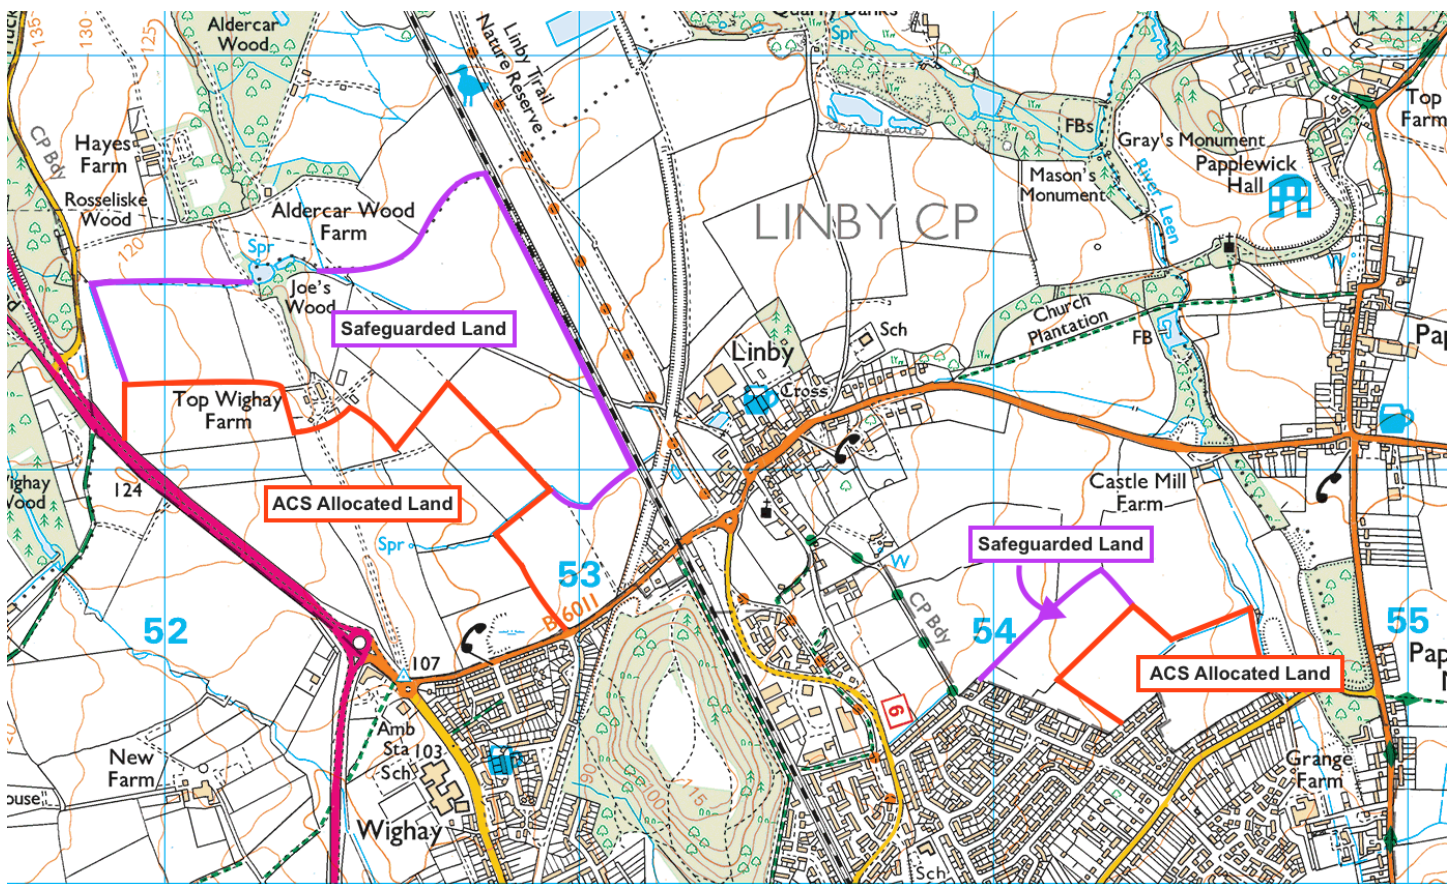 135
130
125
Aldercar
Wood
Linby Trail
Nature Reserve
Quarry Banks
Spr
Top
Farm
Hayes
Farm
CP Bdy
Rosseliske
Wood
120
Aldercar Wood
Farm
Spr
Joe's
Wood
Safeguarded Land
FBs
Gray's Monument
Papplewick
Hall
Mason's
Monument
River Leen
LINBY CP
Church
Plantation
FB
W
Sch
Linby
Cross
Top Wighay
Farm
124
ACS Allocated Land
Spr
53
B 6011
Castle Mill
Farm
Safeguarded Land
W
CP Bdy
52
54
55
107
ACS Allocated Land
6
Amb
Sta
103
Sch
New
Farm
Wighay
90
100
115
Grange
Farm
Sch